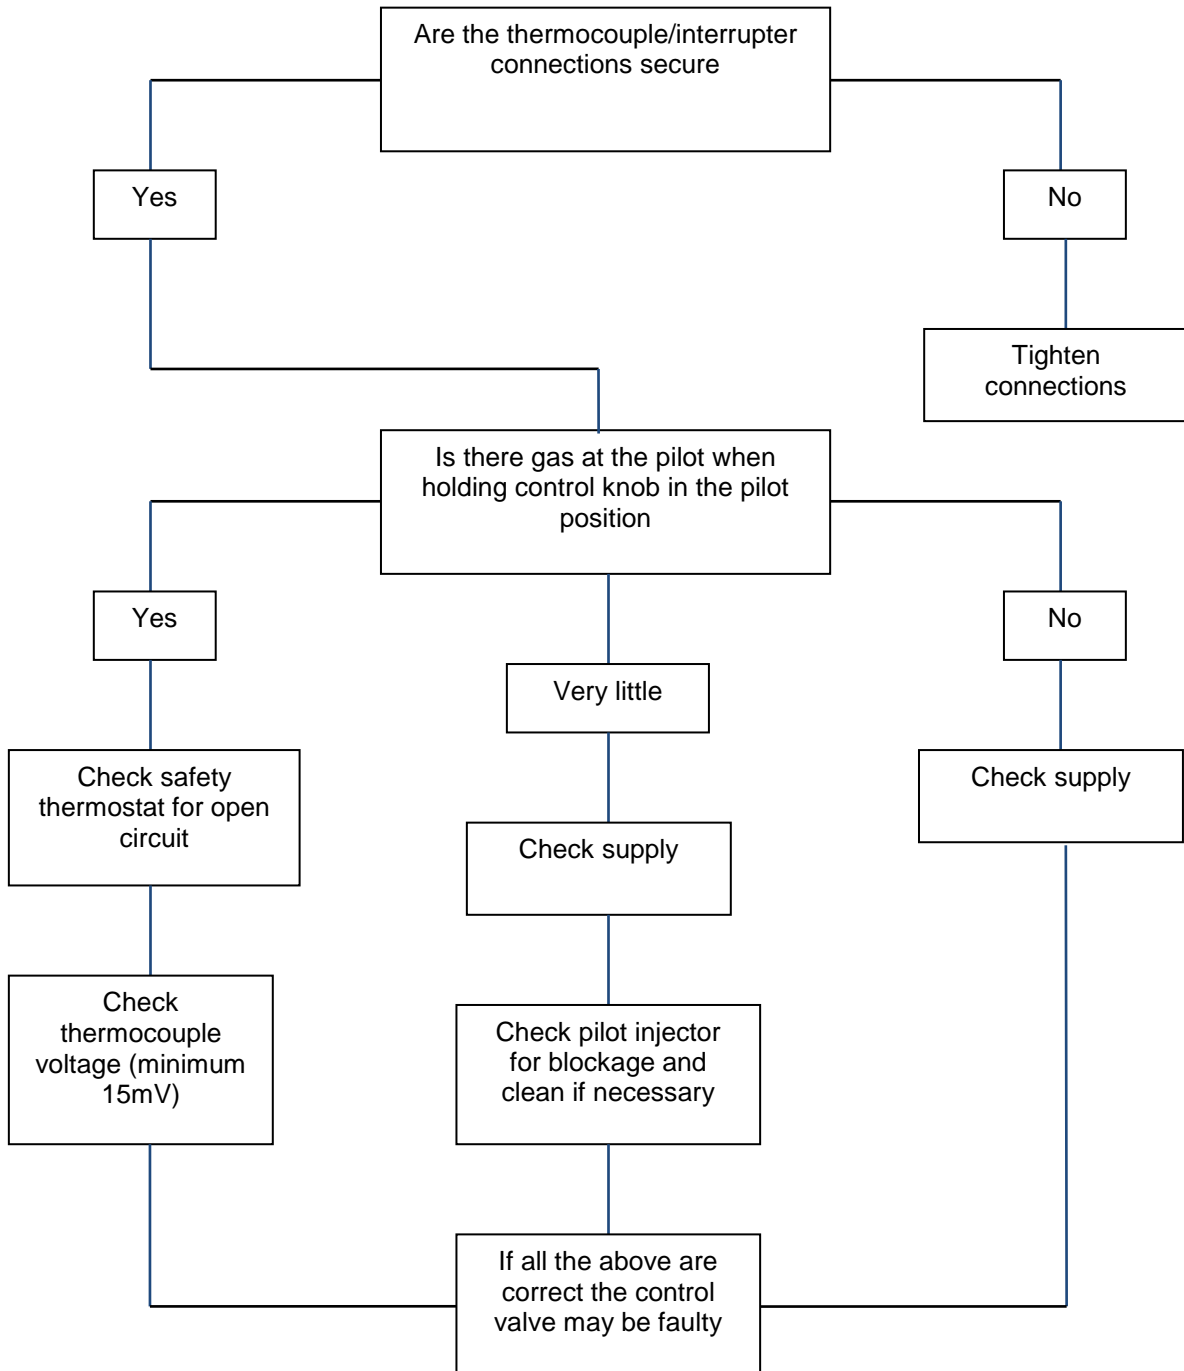 Are the thermocouple/interrupter
connections secure
Yes
No
Tighten
connections
Is there gas at the pilot when
holding control knob in the pilot
position
Yes
No
Very little
Check safety
thermostat for open
circuit
Check supply
Check supply
Check
thermocouple
voltage (minimum
15mV)
Check pilot injector
for blockage and
clean if necessary
If all the above are
correct the control
valve may be faulty